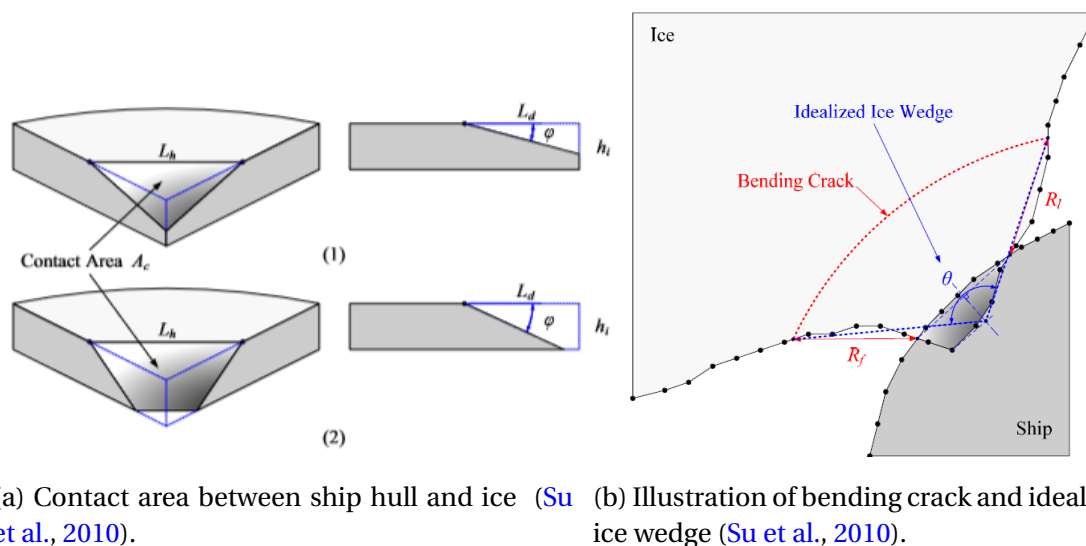 L_h
Contact Area A_c
(1)
L_d
φ
h_i
L_h
(2)
L_d
φ
h_i
Ice
Idealized Ice Wedge
Bending Crack
R_l
θ
R_f
Ship
(a) Contact area between ship hull and ice (Su
et al., 2010).
(b) Illustration of bending crack and ideal
ice wedge (Su et al., 2010).